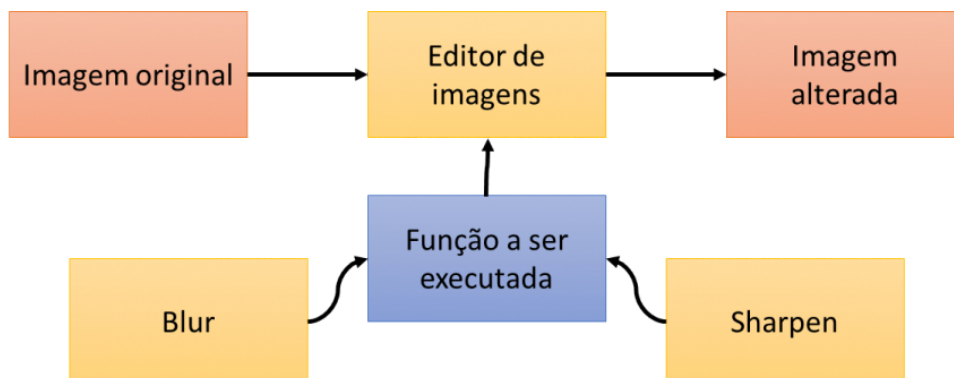 Imagem original
Editor de
imagens
Imagem
alterada
Função a ser
executada
Blur
Sharpen